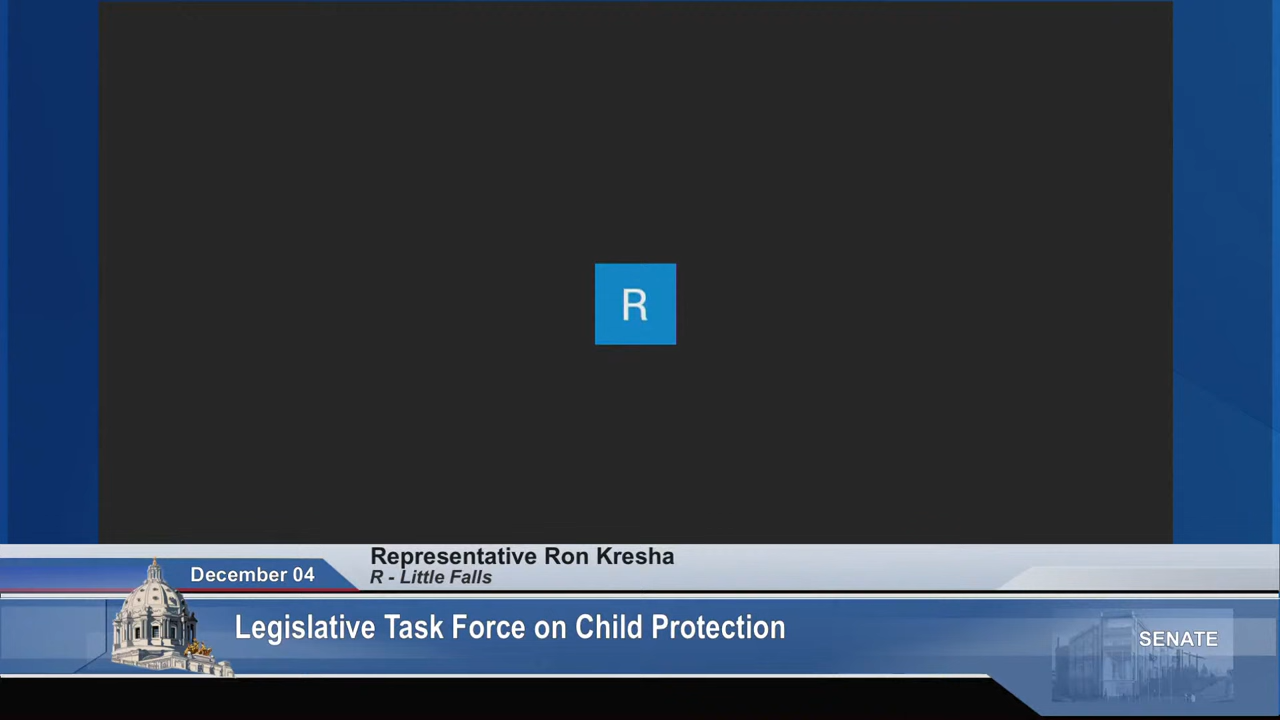 R
Representative Ron Kresha
R - Little Falls
December 04
Legislative Task Force on Child Protection
SENATE